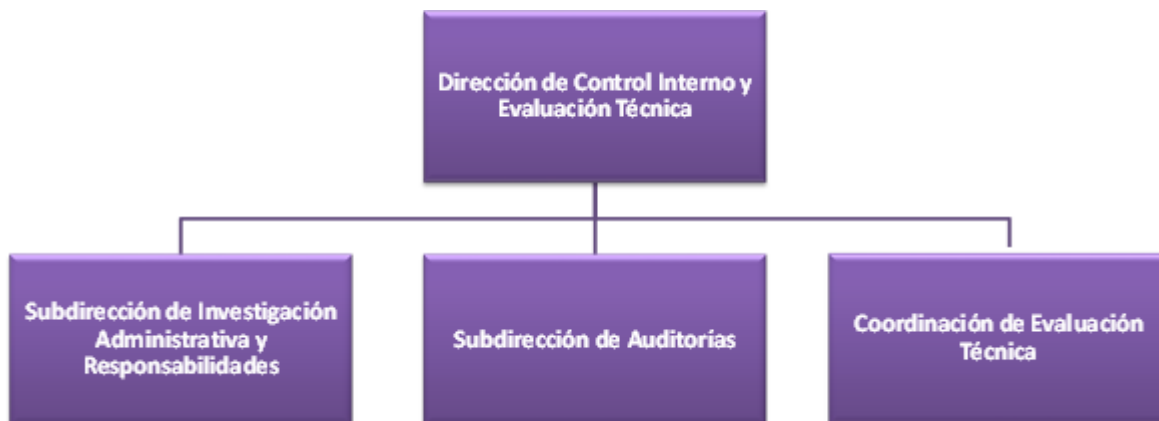 Dirección de Control Interno y
Evaluación Técnica
Subdirección de Investigación
Administrativa y
Responsabilidades
Subdirección de Auditorías
Coordinación de Evaluación
Técnica